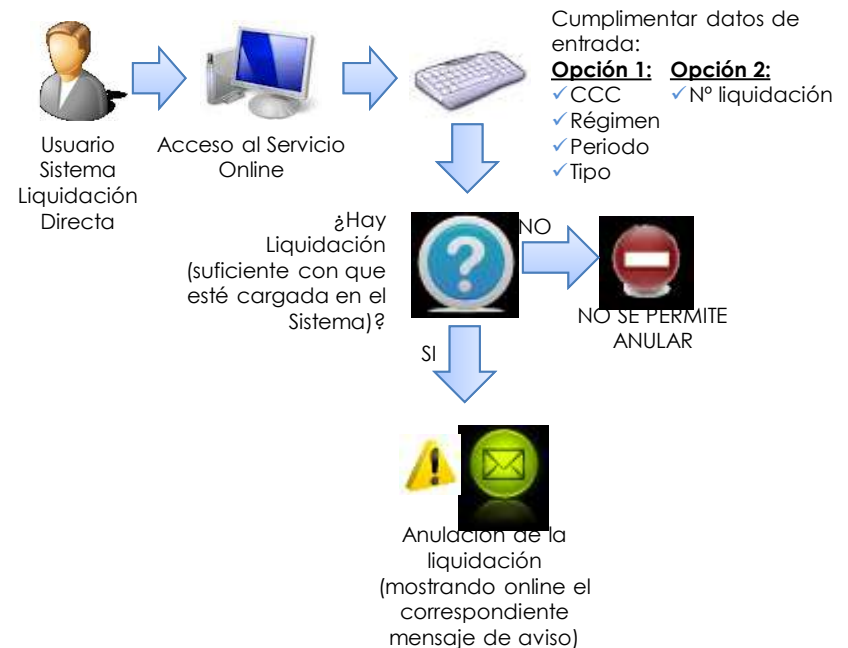 Cumplimentar datos de
entrada:
Opción 1: Opción 2:
CCC
Nº liquidación
Régimen
Periodo
Tipo
Usuario
Sistema
Liquidación
Directa
Acceso al Servicio
Online
¿Hay
Liquidación
(suficiente con que
esté cargada en el
Sistema)?
NO
NO SE PERMITE
ANULAR
SI
Anulación de la
liquidación
(mostrando online el
correspondiente
mensaje de aviso)